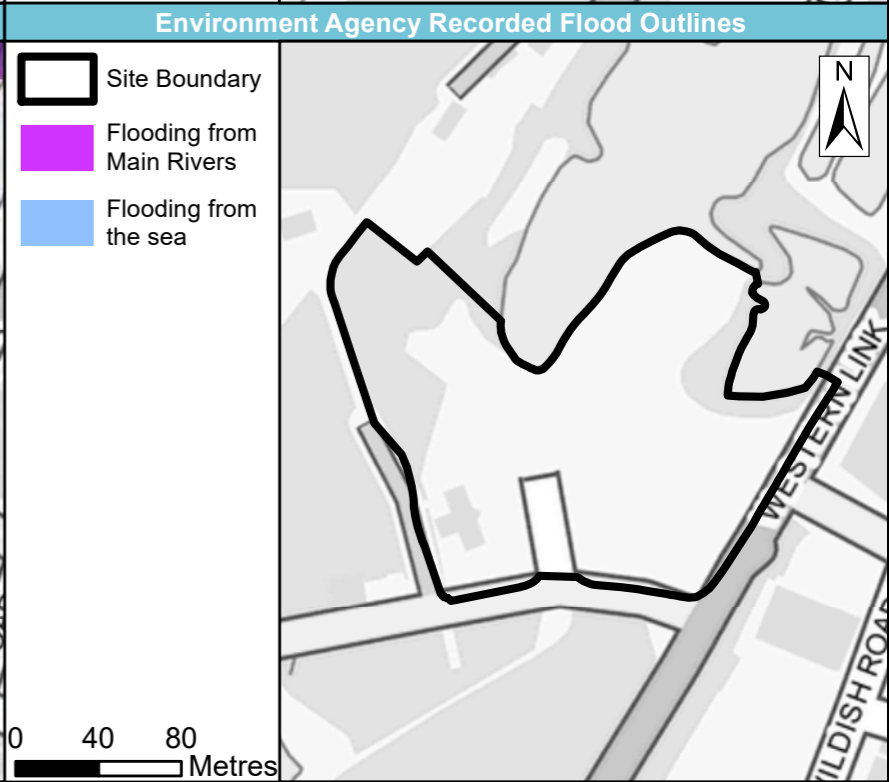 Environment Agency Recorded Flood Outlines
Site Boundary
Flooding from
Main Rivers
Flooding from
the sea
N
WESTERN LINK
0 40 80
Metres